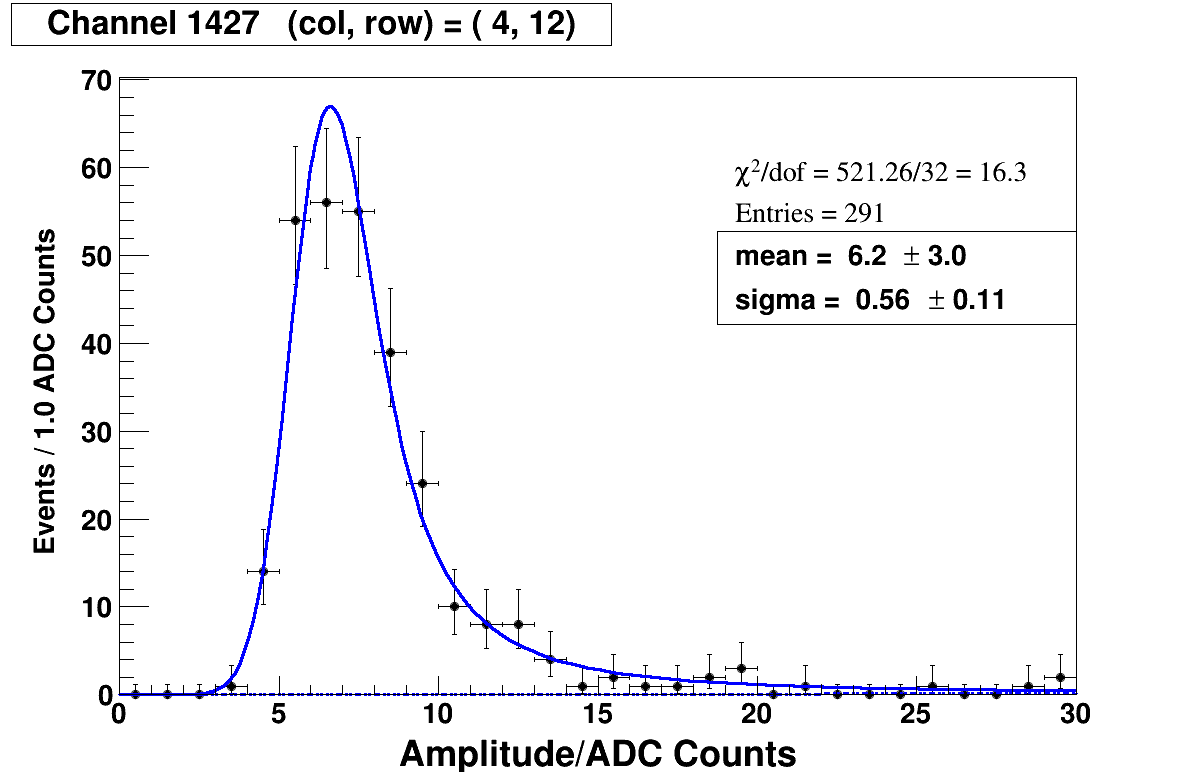 Channel 1427 (col, row) = ( 4, 12)
70
60
50
40
30
20
10
0
Events / 1.0 ADC Counts
χ²/dof = 521.26/32 = 16.3
Entries = 291
mean = 6.2 ± 3.0
sigma = 0.56 ± 0.11
0 5 10 15 20 25 30
Amplitude/ADC Counts